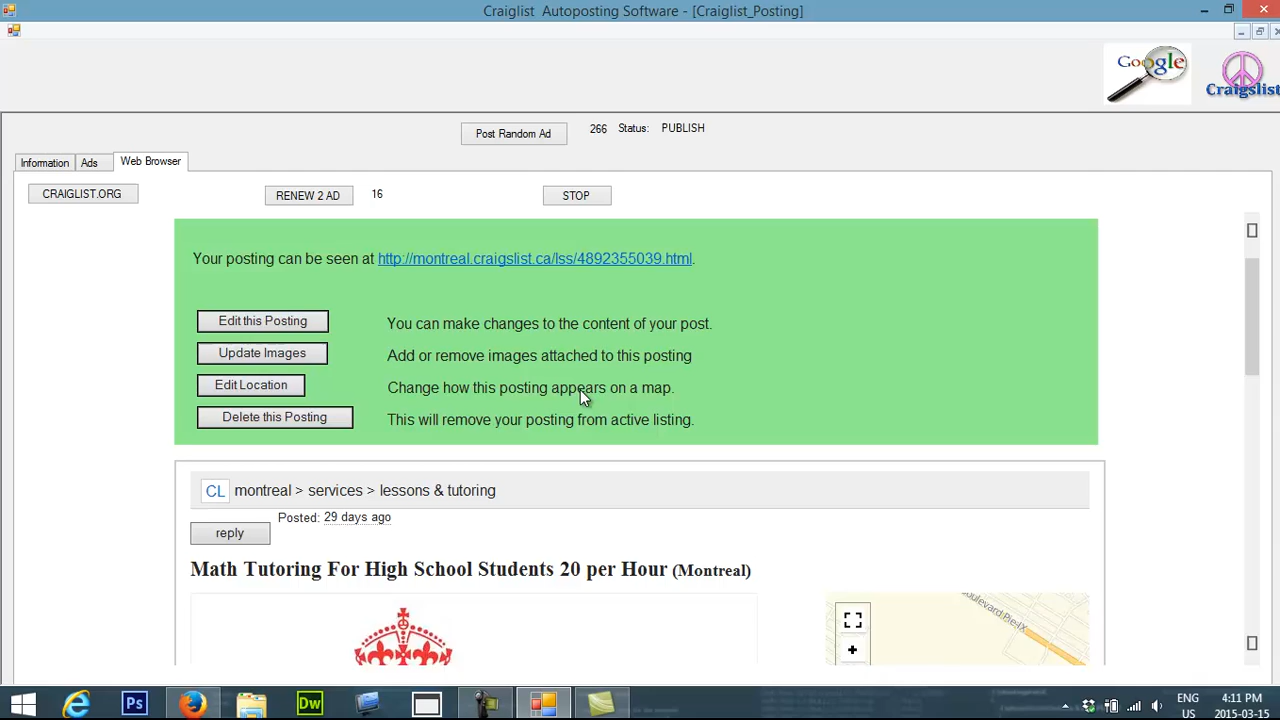 Craiglist Autoposting Software - [Craiglist_Posting]
Google
Craigslist
Post Random Ad 266 Status: PUBLISH
Information Ads Web Browser
CRAIGLIST.ORG RENEW 2 AD 16 STOP
Your posting can be seen at http://montreal.craigslist.ca/lss/4892355039.html.
Edit this Posting You can make changes to the content of your post.
Update Images Add or remove images attached to this posting
Edit Location Change how this posting appears on a map.
Delete this Posting This will remove your posting from active listing.
CL montreal > services > lessons & tutoring
reply Posted: 29 days ago
Math Tutoring For High School Students 20 per Hour (Montreal)
oulevard Pie-IX
+
Ps Dw
ENG 4:11 PM
US 2015-03-15